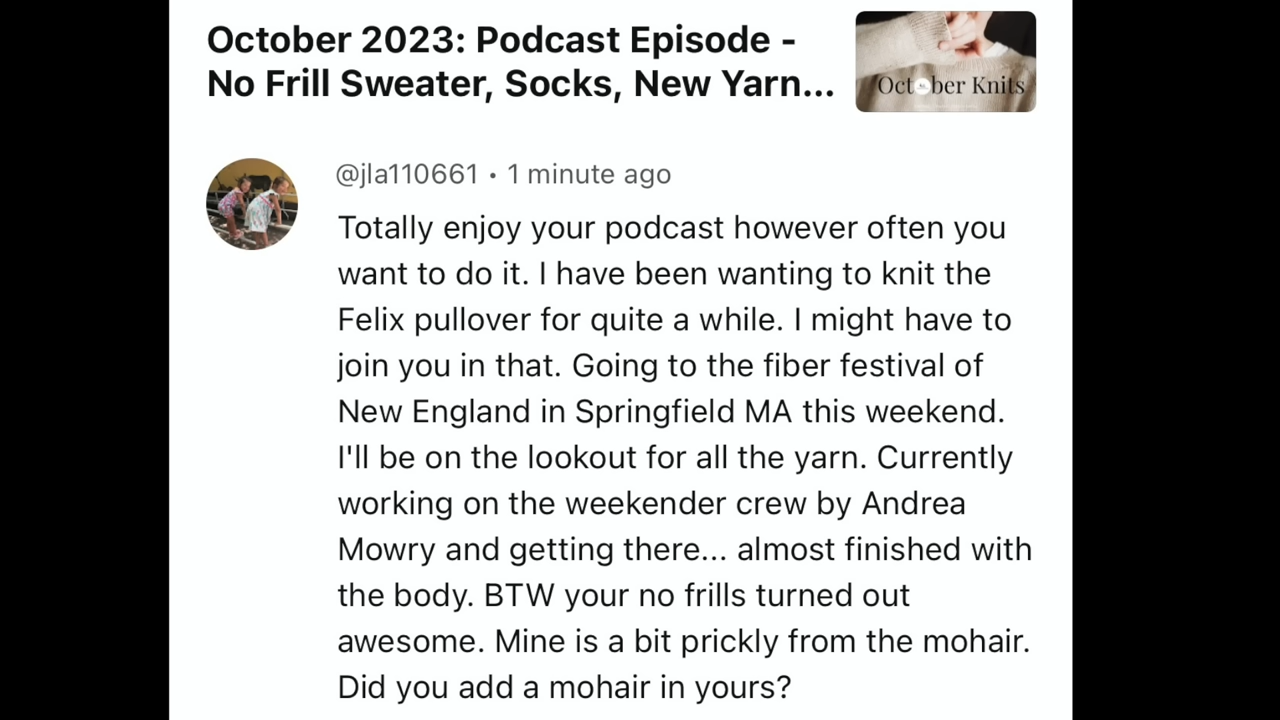 October 2023: Podcast Episode -
No Frill Sweater, Socks, New Yarn...
October Knits
@jla110661 • 1 minute ago
Totally enjoy your podcast however often you
want to do it. I have been wanting to knit the
Felix pullover for quite a while. I might have to
join you in that. Going to the fiber festival of
New England in Springfield MA this weekend.
I'll be on the lookout for all the yarn. Currently
working on the weekender crew by Andrea
Mowry and getting there... almost finished with
the body. BTW your no frills turned out
awesome. Mine is a bit prickly from the mohair.
Did you add a mohair in yours?